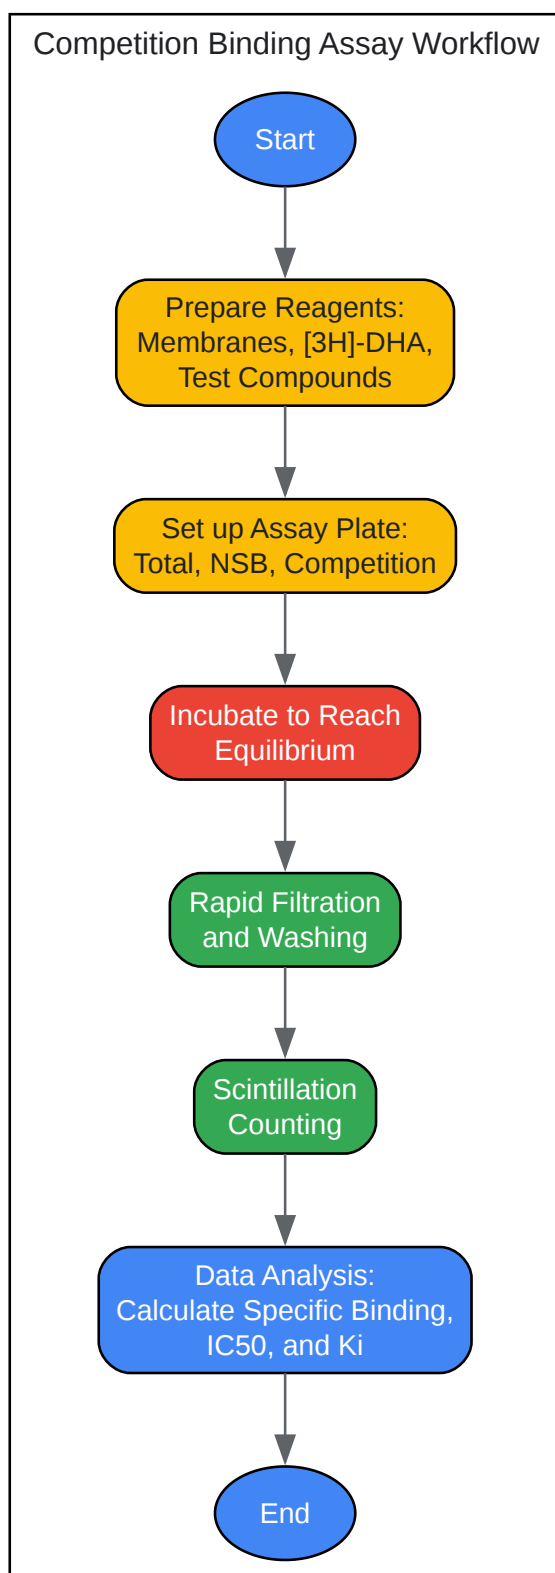 Competition Binding Assay Workflow
Start
Prepare Reagents:
Membranes, [3H]-DHA,
Test Compounds
Set up Assay Plate:
Total, NSB, Competition
Incubate to Reach
Equilibrium
Rapid Filtration
and Washing
Scintillation
Counting
Data Analysis:
Calculate Specific Binding,
IC50, and Ki
End